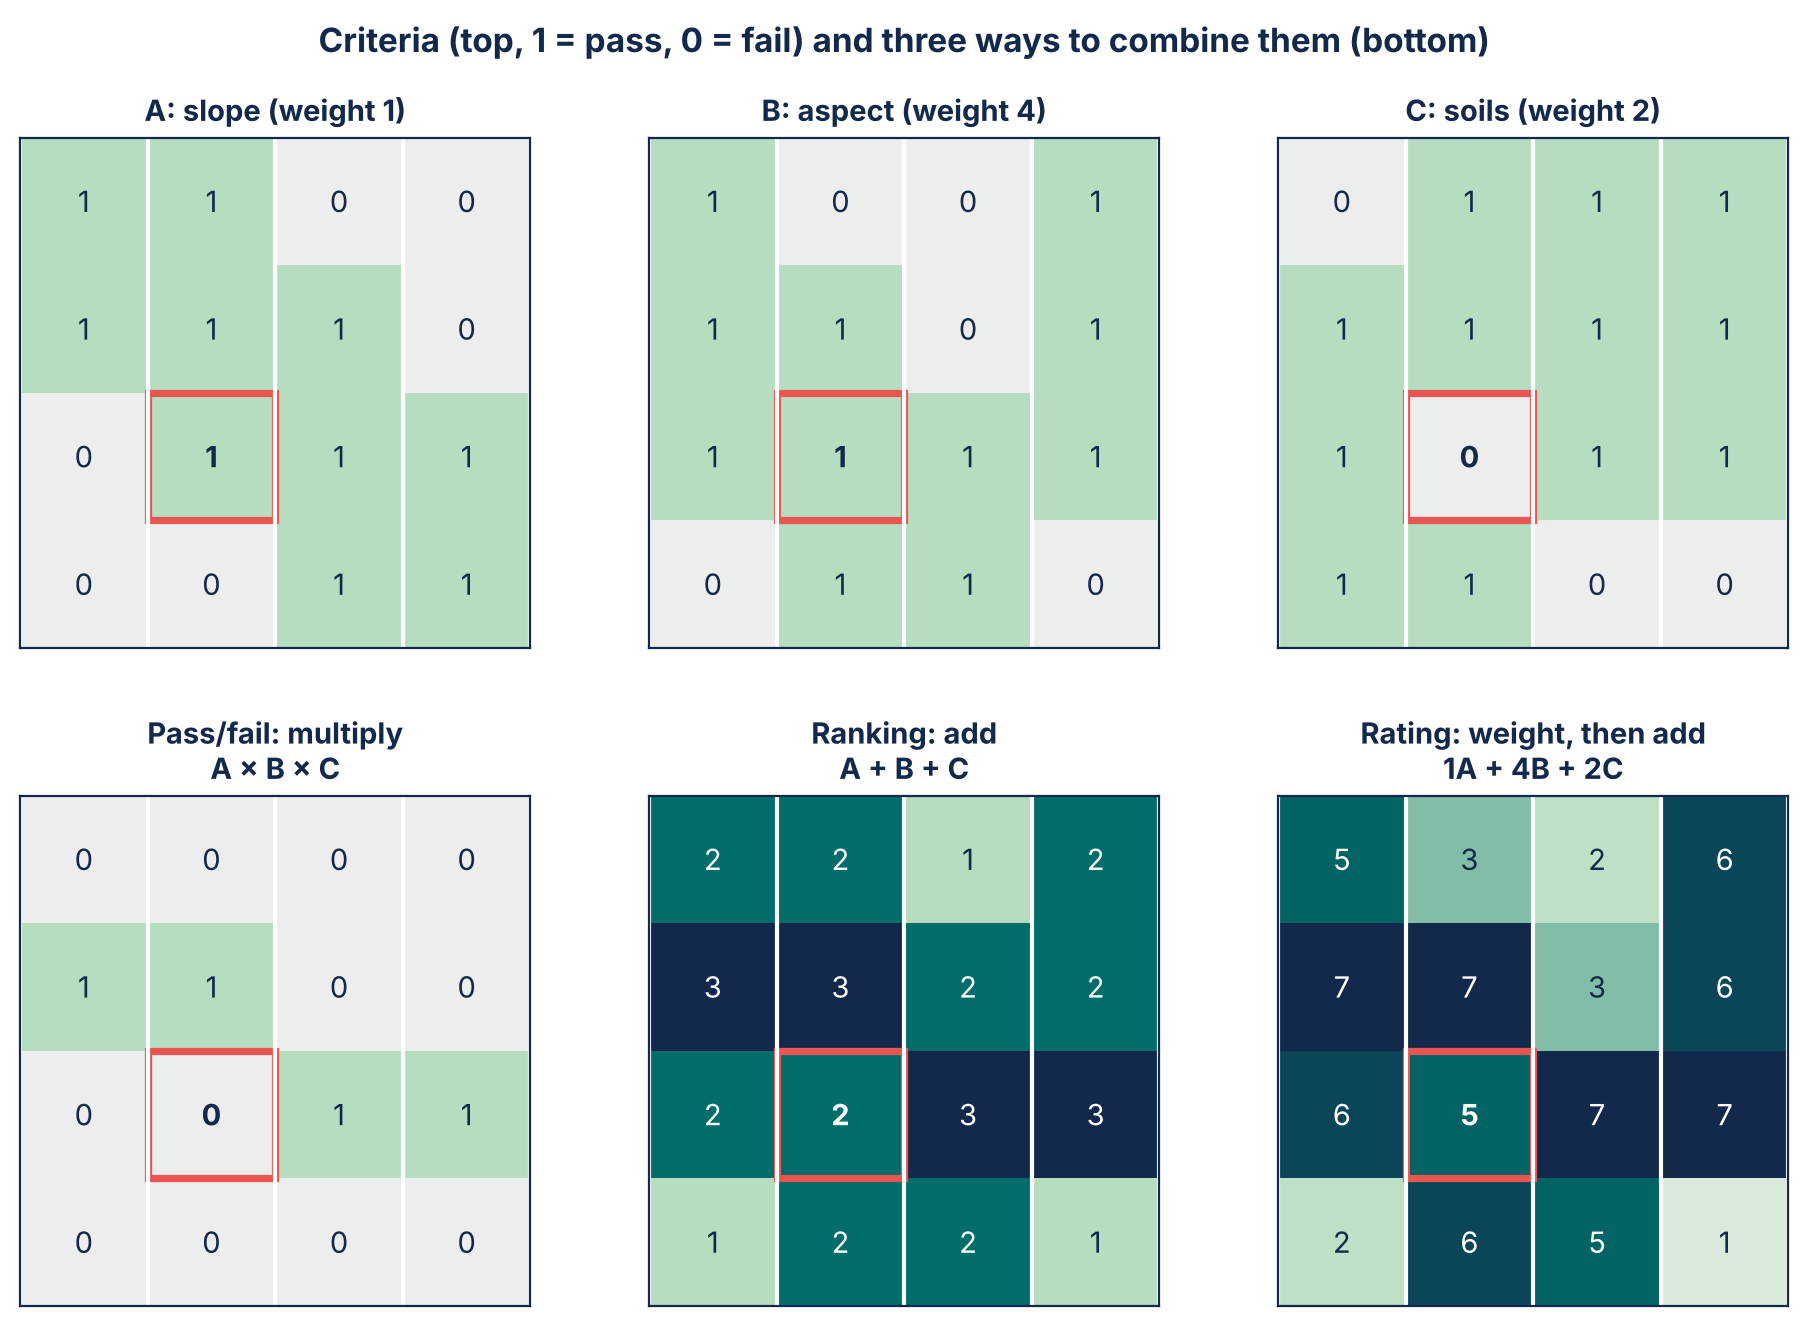 Criteria (top, 1 = pass, 0 = fail) and three ways to combine them (bottom)
A: slope (weight 1)
1 1 0 0
1 1 1 0
0 1 1 1
0 0 1 1
B: aspect (weight 4)
1 0 0 1
1 1 0 1
1 1 1 1
0 1 1 0
C: soils (weight 2)
0 1 1 1
1 1 1 1
1 0 1 1
1 1 0 0
Pass/fail: multiply
A × B × C
0 0 0 0
1 1 0 0
0 0 1 1
0 0 0 0
Ranking: add
A + B + C
2 2 1 2
3 3 2 2
2 2 3 3
1 2 2 1
Rating: weight, then add
1A + 4B + 2C
5 3 2 6
7 7 3 6
6 5 7 7
2 6 5 1